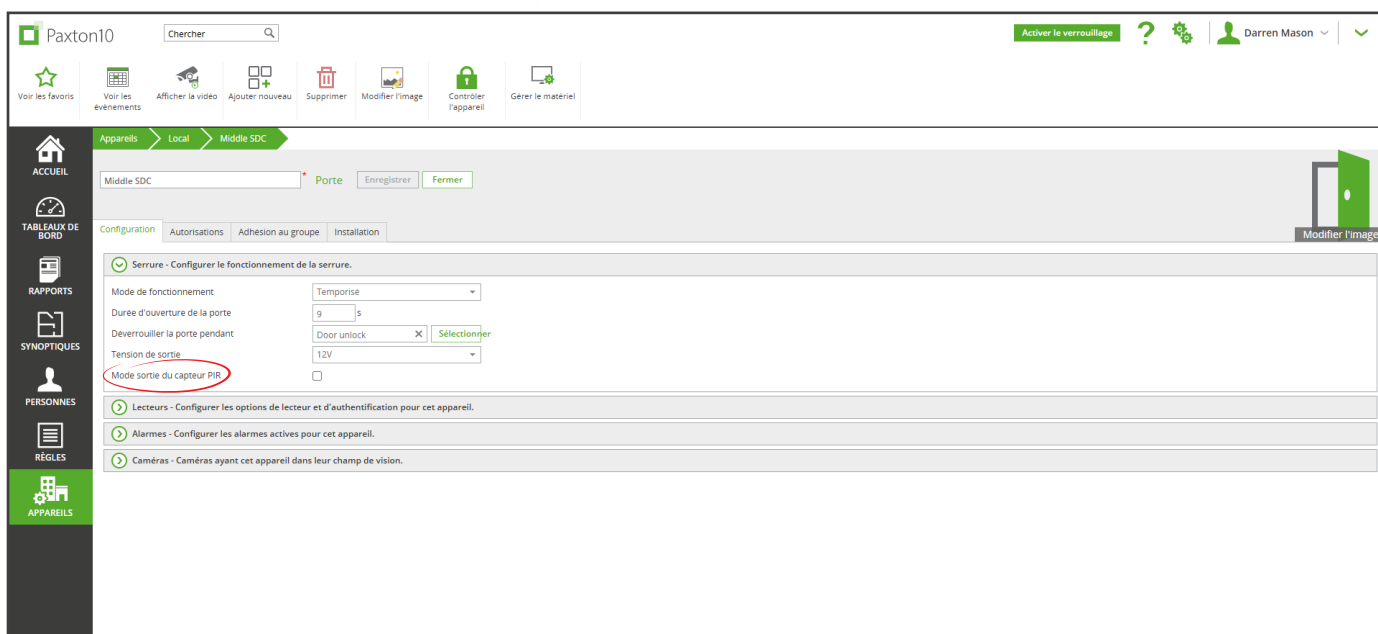 Paxton10
Chercher
Activer le verrouillage
?
Darren Mason
Voir les favoris
Voir les évènements
Afficher la vidéo
Ajouter nouveau
Supprimer
Modifier l'image
Contrôler l'appareil
Gérer le matériel
ACCUEIL
TABLEAUX DE BORD
RAPPORTS
SYNOPTIQUES
PERSONNES
RÈGLES
APPAREILS
Appareils Local Middle SDC
Middle SDC * Porte Enregistrer Fermer
Modifier l'image
Configuration Autorisations Adhésion au groupe Installation
Serrure - Configurer le fonctionnement de la serrure.
Mode de fonctionnement Temporisé
Durée d'ouverture de la porte 9 s
Déverrouiller la porte pendant Door unlock X Sélectionner
Tension de sortie 12V
Mode sortie du capteur PIR
Lecteurs - Configurer les options de lecteur et d'authentification pour cet appareil.
Alarmes - Configurer les alarmes actives pour cet appareil.
Caméras - Caméras ayant cet appareil dans leur champ de vision.